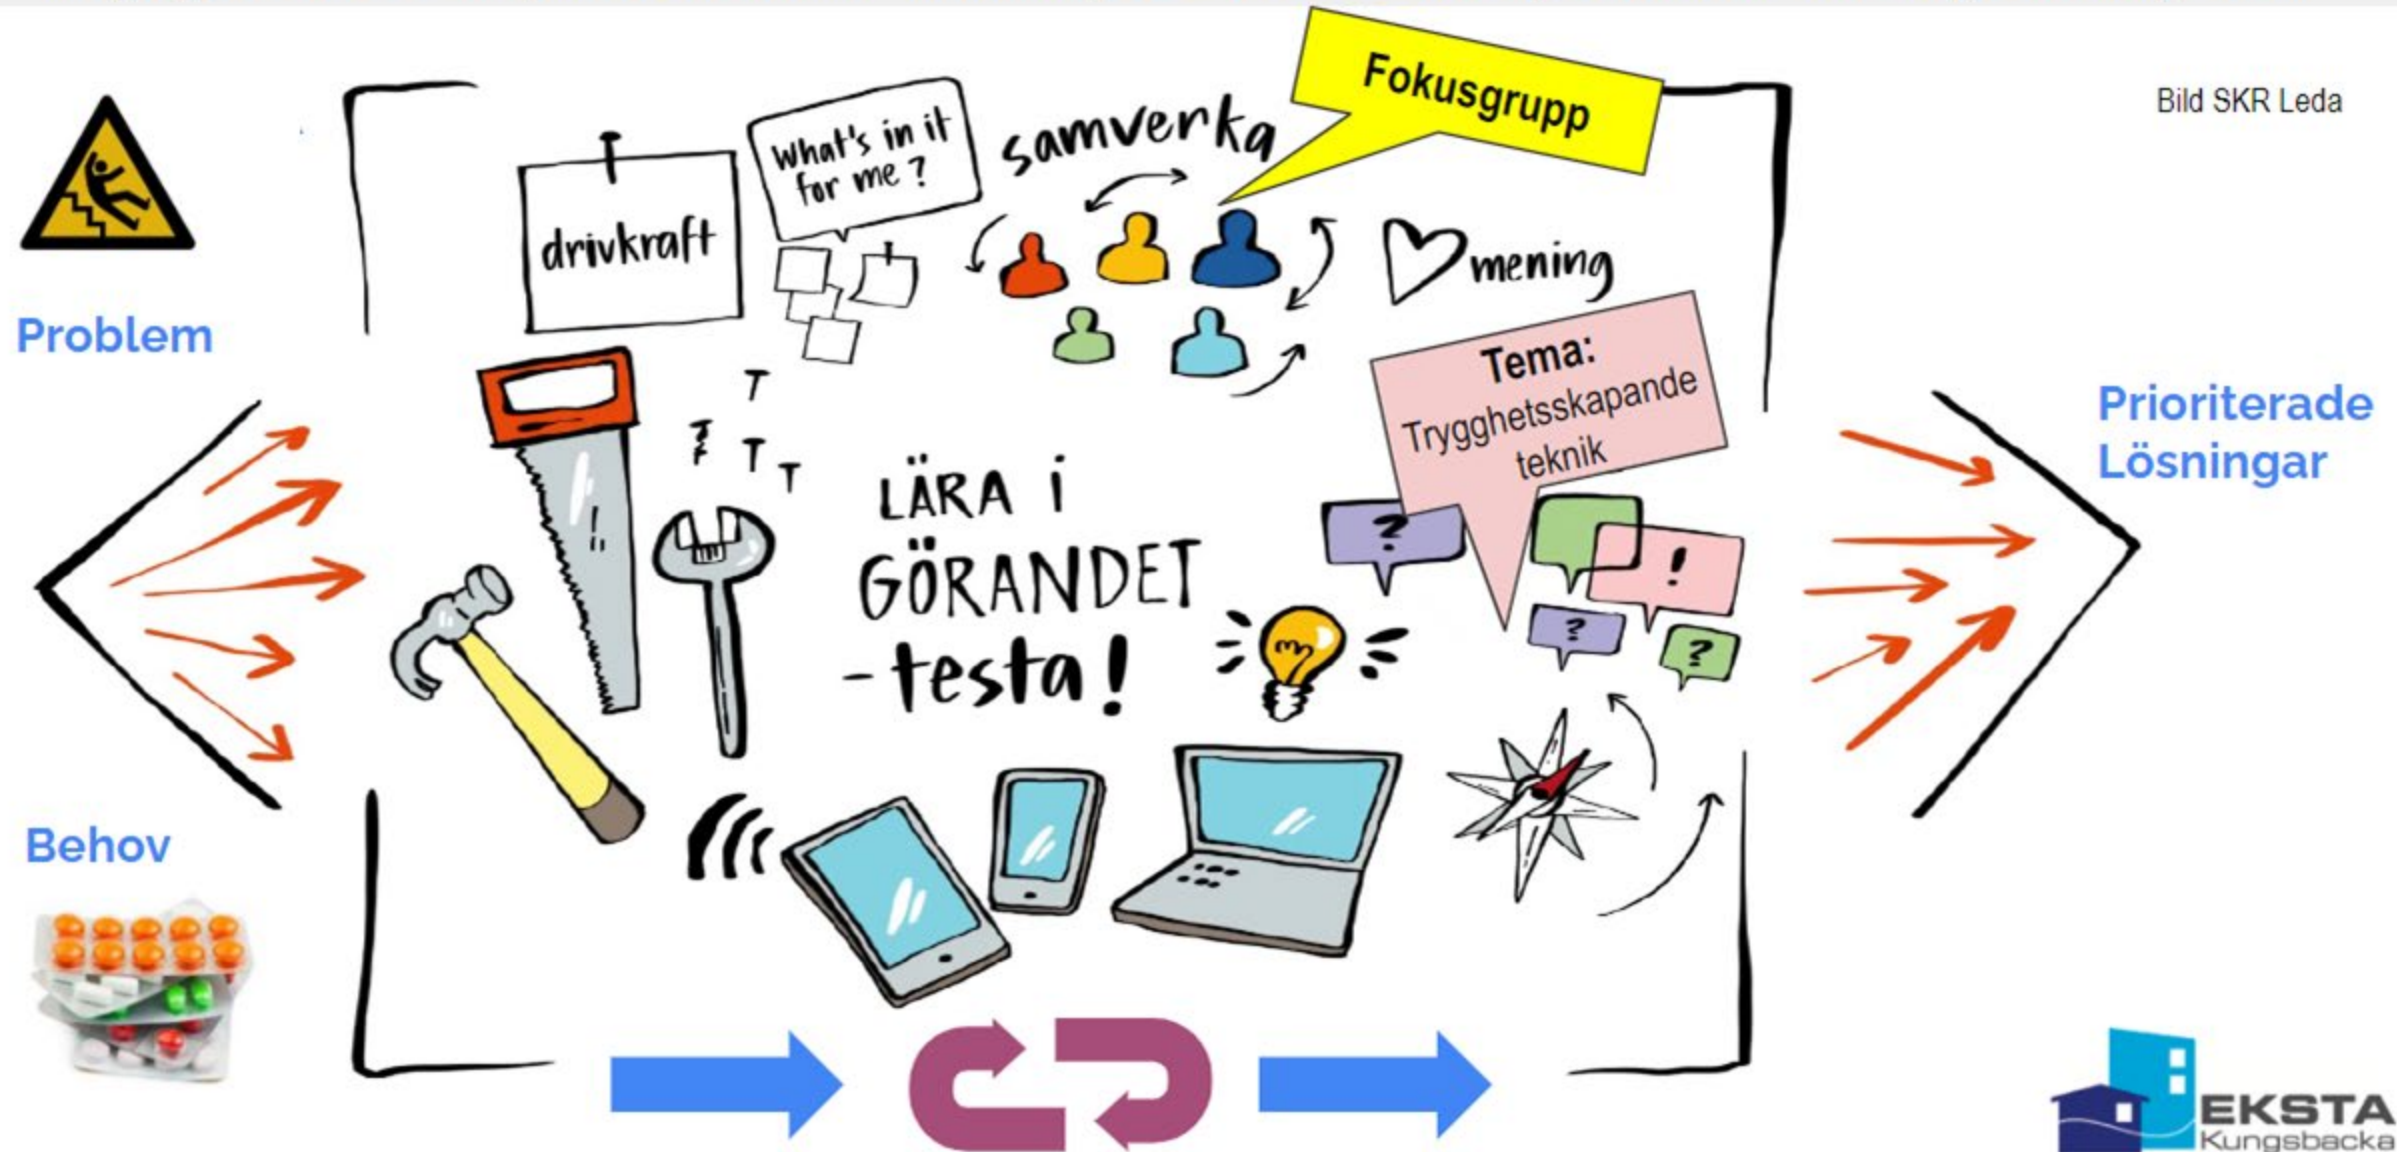 Bild SKR Leda
Fokusgrupp
What's in it
for me?
samverka
drivkraft
mening
Problem
Tema:
Trygghetsskapande
teknik
Prioriterade
Lösningar
LÄRA i
GÖRANDET
-testa!
?
!
?
?
Behov
EKSTA
Kungsbacka